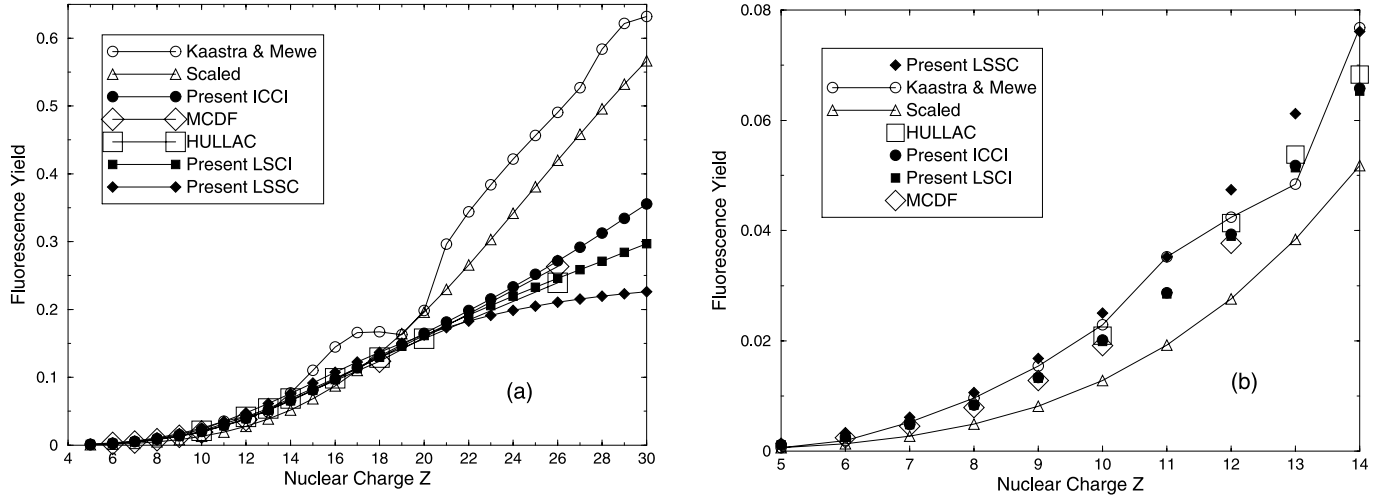 0.6
0.5
0.4
0.3
0.2
0.1
0
Fluorescence Yield
Kaastra & Mewe
Scaled
Present ICCI
MCDF
HULLAC
Present LSCI
Present LSSC
(a)
4 6 8 10 12 14 16 18 20 22 24 26 28 30
Nuclear Charge Z
0.08
0.06
0.04
0.02
0
Fluorescence Yield
Present LSSC
Kaastra & Mewe
Scaled
HULLAC
Present ICCI
Present LSCI
MCDF
(b)
5 6 7 8 9 10 11 12 13 14
Nuclear Charge Z